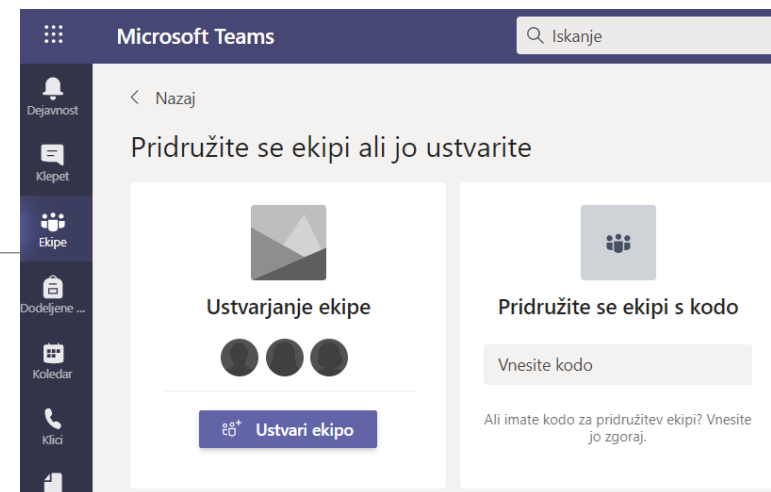 Microsoft Teams
Iskanje
Dejavnost
Klepet
Ekipe
Dodeljene ...
Koledar
Klici
Nazaj
Pridružite se ekipi ali jo ustvarite
Ustvarjanje ekipe
Ustvari ekipo
Pridružite se ekipi s kodo
Vnesite kodo
Ali imate kodo za pridružitev ekipi? Vnesite
jo zgoraj.